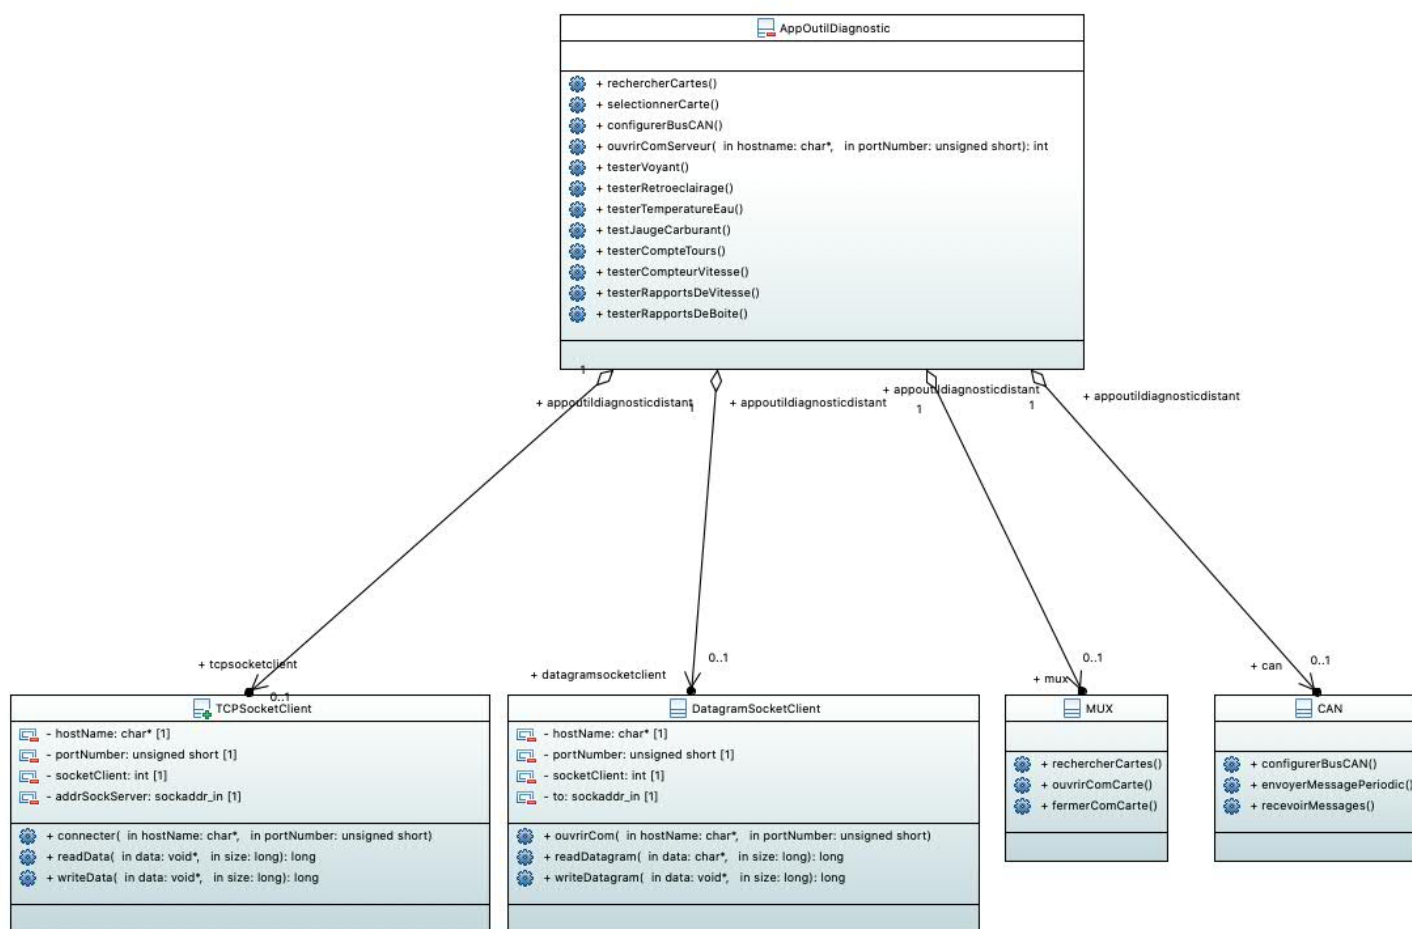 AppOutilDiagnostic
+ rechercherCartes()
+ selectionnerCarte()
+ configurerBusCAN()
+ ouvrirComServeur( in hostname: char*, in portNumber: unsigned short): int
+ testerVoyant()
+ testerRetroeclairage()
+ testerTemperatureEau()
+ testJaugeCarburant()
+ testerCompteTours()
+ testerCompteurVitesse()
+ testerRapportsDeVitesse()
+ testerRapportsDeBoite()
1
+ appoutildiagnosticdistant
1
+ appoutildiagnosticdistant
+ appoutildiagnosticdistant
1
1
+ appoutildiagnosticdistant
+ tcpsocketclient
0..1
+ datagramsocketclient
0..1
+ mux
0..1
+ can
0..1
TCPSocketClient
- hostName: char* [1]
- portNumber: unsigned short [1]
- socketClient: int [1]
- addrSockServer: sockaddr_in [1]
+ connecter( in hostName: char*, in portNumber: unsigned short)
+ readData( in data: void*, in size: long): long
+ writeData( in data: void*, in size: long): long
DatagramSocketClient
- hostName: char* [1]
- portNumber: unsigned short [1]
- socketClient: int [1]
- to: sockaddr_in [1]
+ ouvrirCom( in hostName: char*, in portNumber: unsigned short)
+ readDatagram( in data: char*, in size: long): long
+ writeDatagram( in data: void*, in size: long): long
MUX
+ rechercherCartes()
+ ouvrirComCarte()
+ fermerComCarte()
CAN
+ configurerBusCAN()
+ envoyerMessagePeriodic()
+ recevoirMessages()